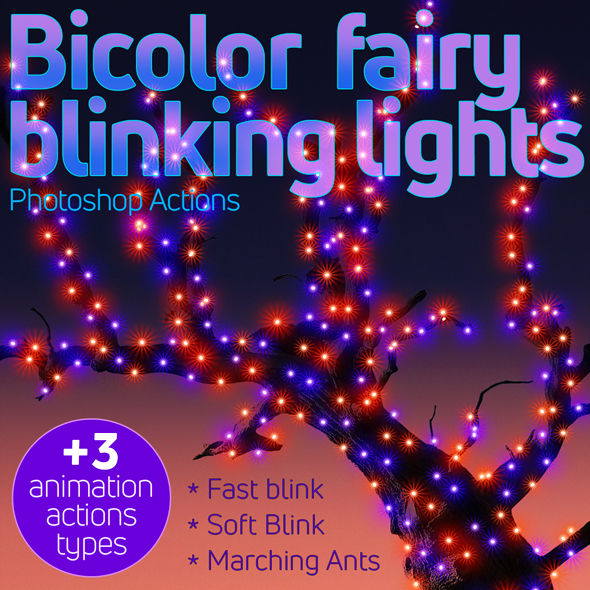 Bicolor fairy
blinking lights
Photoshop Actions
+3
animation
actions
types
* Fast blink
* Soft Blink
* Marching Ants